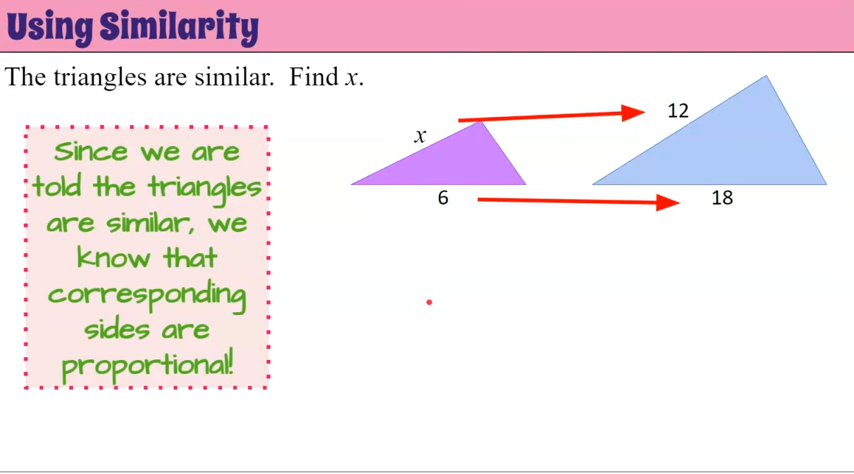 Using Similarity
The triangles are similar.  Find x.
Since we are
told the triangles
are similar, we
know that
corresponding
sides are
proportional!
x
6
12
18